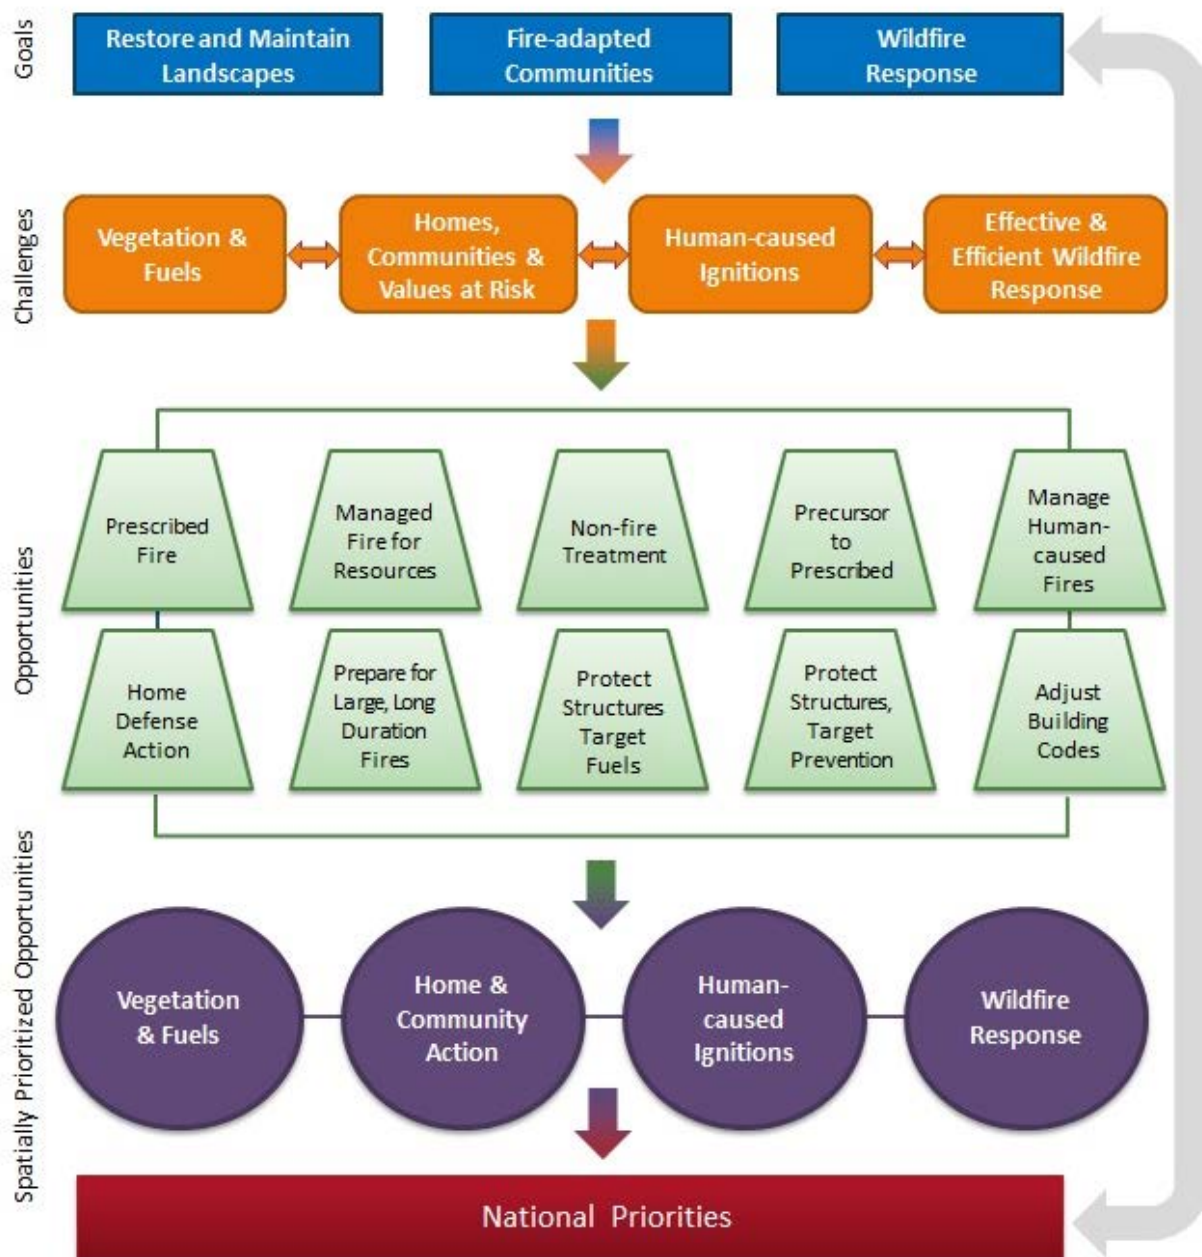 Goals
Restore and Maintain
Landscapes
Fire-adapted
Communities
Wildfire
Response
Challenges
Vegetation &
Fuels
Homes,
Communities &
Values at Risk
Human-caused
Ignitions
Effective &
Efficient Wildfire
Response
Opportunities
Prescribed
Fire
Managed
Fire for
Resources
Non-fire
Treatment
Precursor
to
Prescribed
Manage
Human-
caused
Fires
Home
Defense
Action
Prepare for
Large, Long
Duration
Fires
Protect
Structures
Target
Fuels
Protect
Structures,
Target
Prevention
Adjust
Building
Codes
Spatially Prioritized Opportunities
Vegetation
& Fuels
Home &
Community
Action
Human-
caused
Ignitions
Wildfire
Response
National Priorities